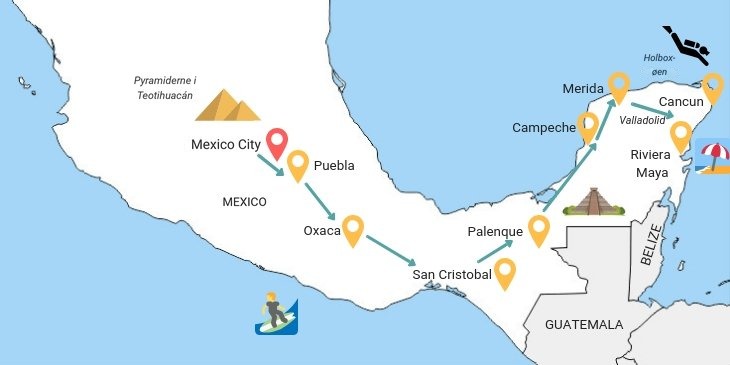 Pyramiderne i
Teotihuacán
Mexico City
Puebla
MEXICO
Oxaca
San Cristobal
Palenque
Campeche
Merida
Holbox-
øen
Cancun
Valladolid
Riviera
Maya
BELIZE
GUATEMALA